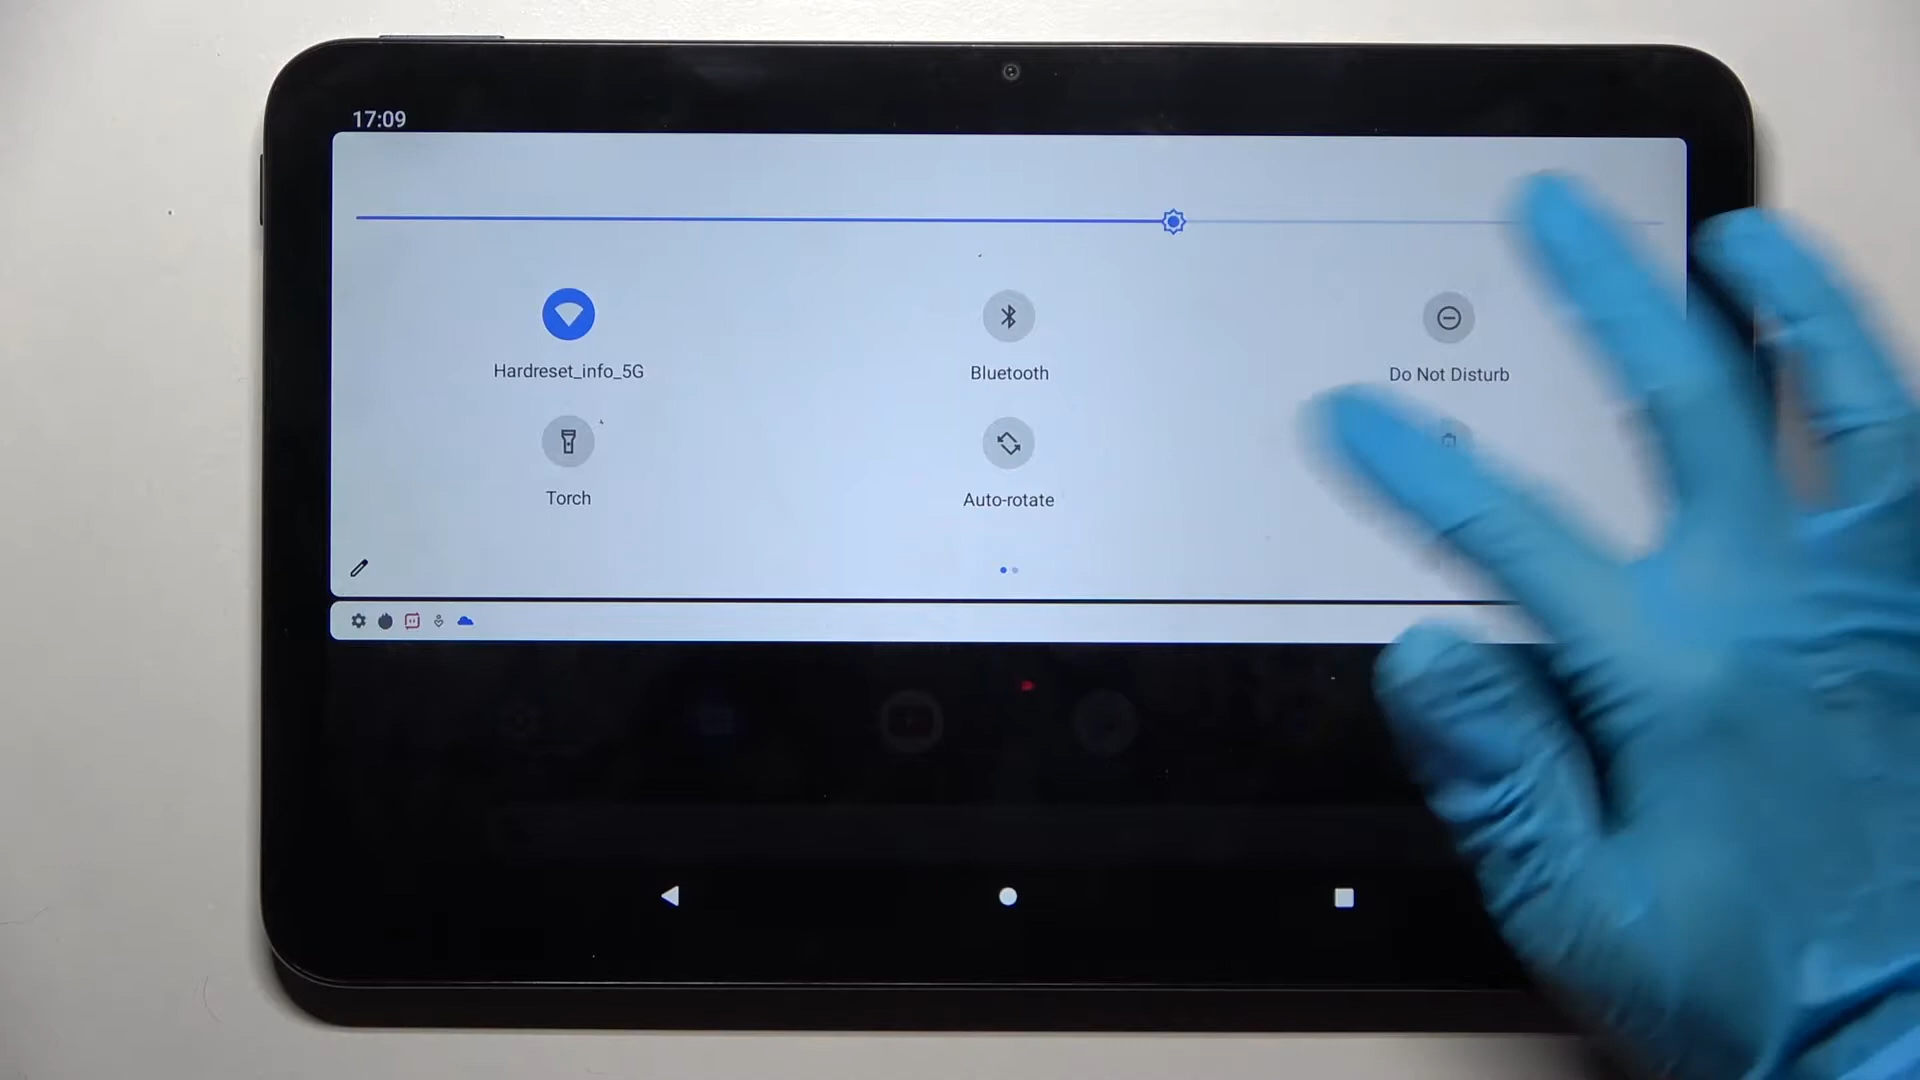 17:09
Hardreset_info_5G
Bluetooth
Do Not Disturb
Torch
Auto-rotate